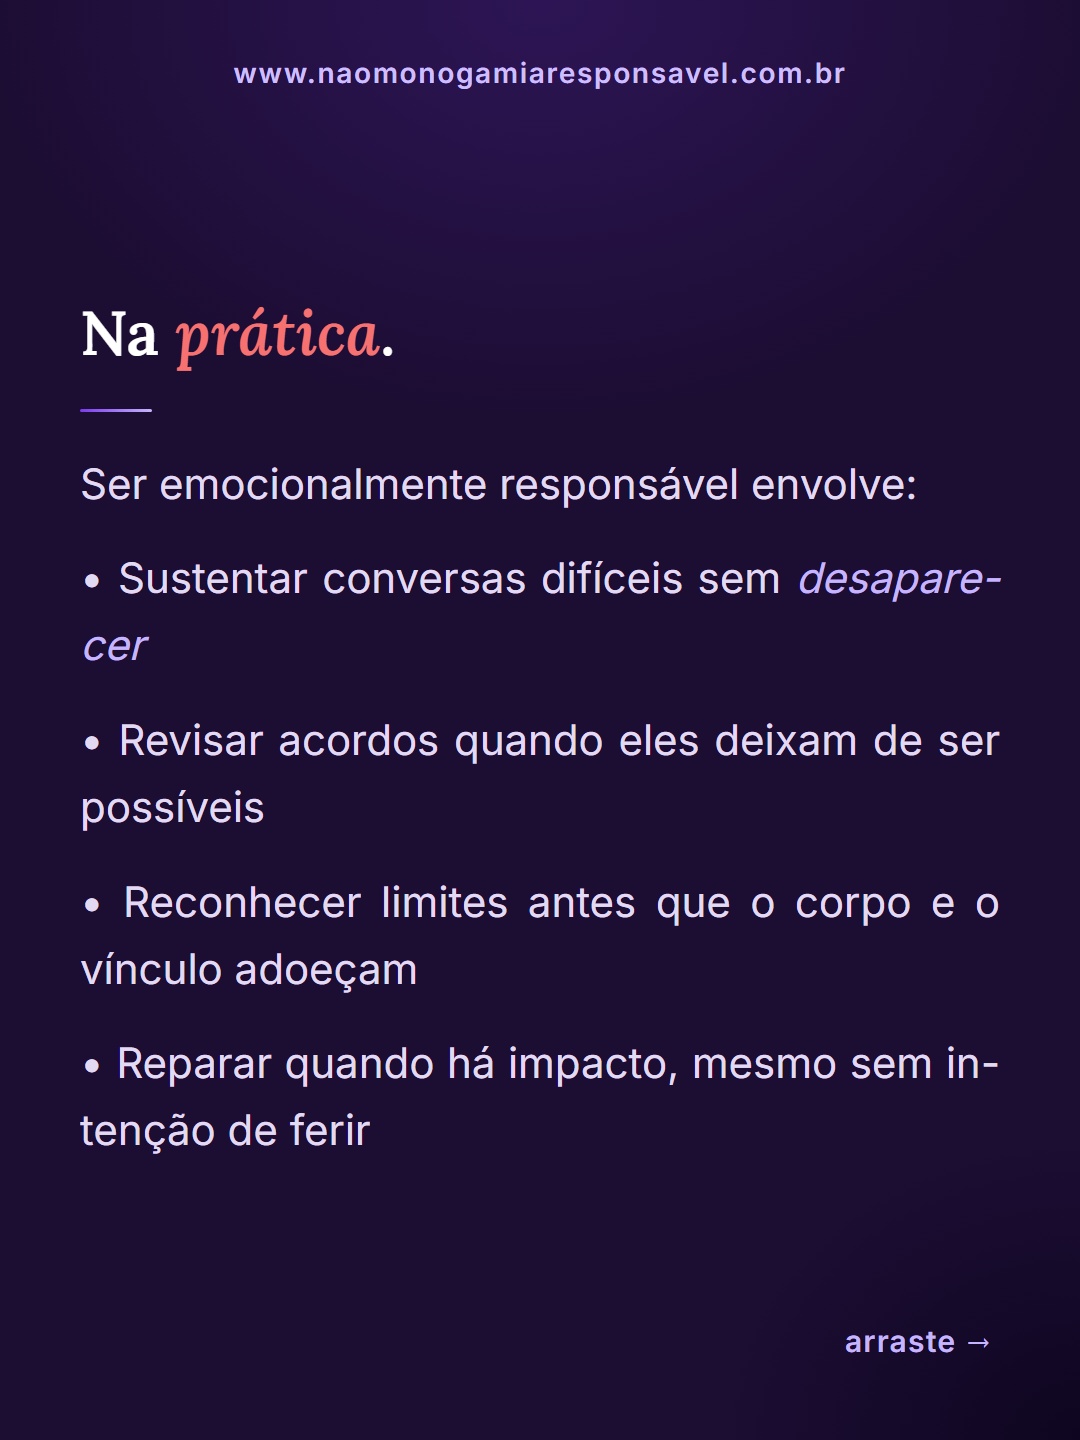 www.naomonogamiaresponsavel.com.br
Na prática.
Ser emocionalmente responsável envolve:
• Sustentar conversas difíceis sem desapare-
cer
• Revisar acordos quando eles deixam de ser
possíveis
• Reconhecer limites antes que o corpo e o
vínculo adoeçam
• Reparar quando há impacto, mesmo sem in-
tenção de ferir
arraste →